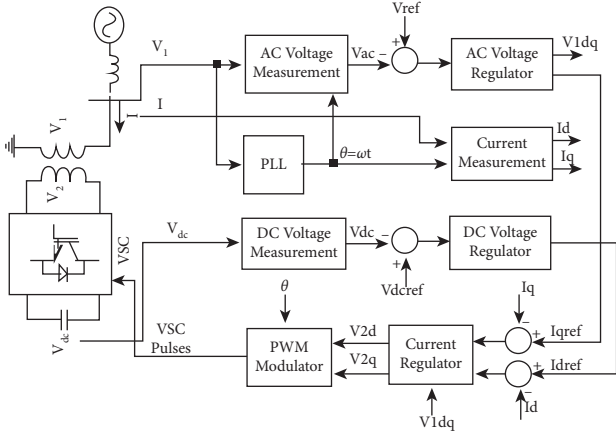 Vref
V1
AC Voltage
Measurement
Vac
−
+
AC Voltage
Regulator
V1dq
I
I
V1
V2
PLL
θ=ωt
Current
Measurement
Id
Iq
VSC
Vdc
DC Voltage
Measurement
Vdc
−
+
Vdcref
DC Voltage
Regulator
Vdc
VSC
Pulses
θ
PWM
Modulator
V2d
V2q
Current
Regulator
V1dq
Iq
−
+
Iqref
+
Idref
−
Id